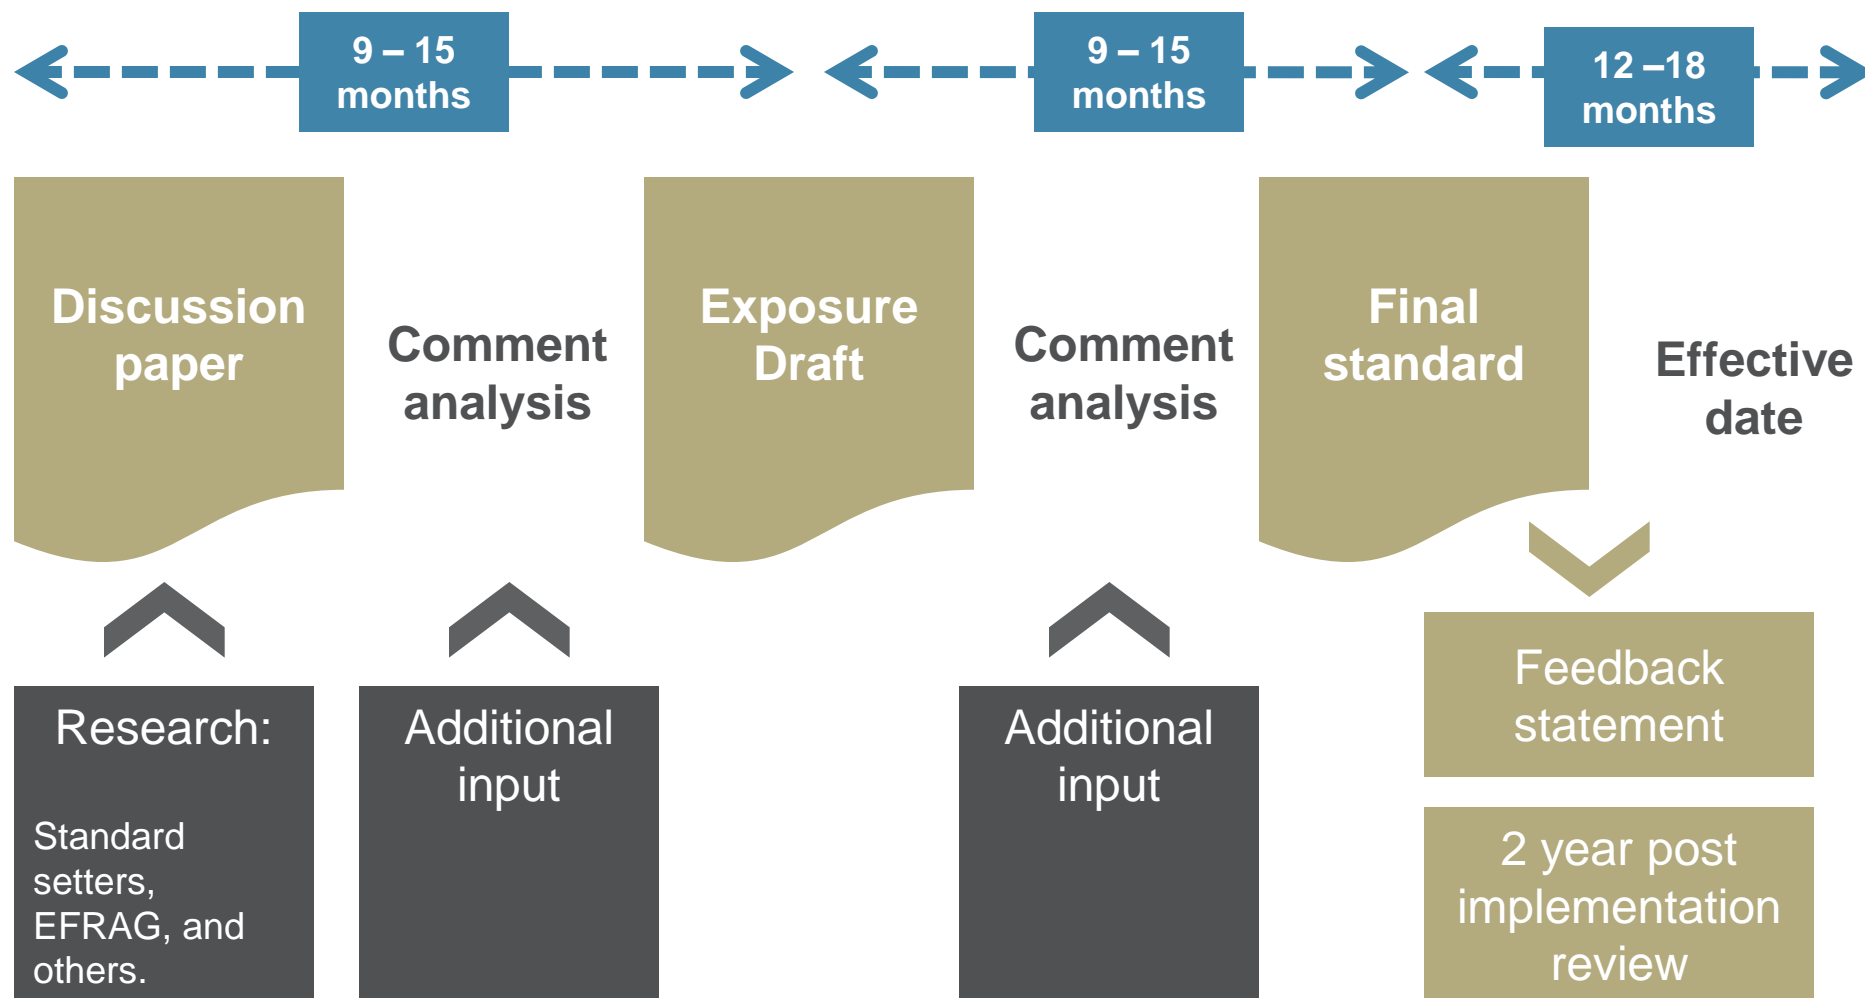 9 – 15
months
9 – 15
months
12 –18
months
Discussion
paper
Comment
analysis
Exposure
Draft
Comment
analysis
Final
standard
Effective
date
Research:
Standard
setters,
EFRAG, and
others.
Additional
input
Additional
input
Feedback
statement
2 year post
implementation
review